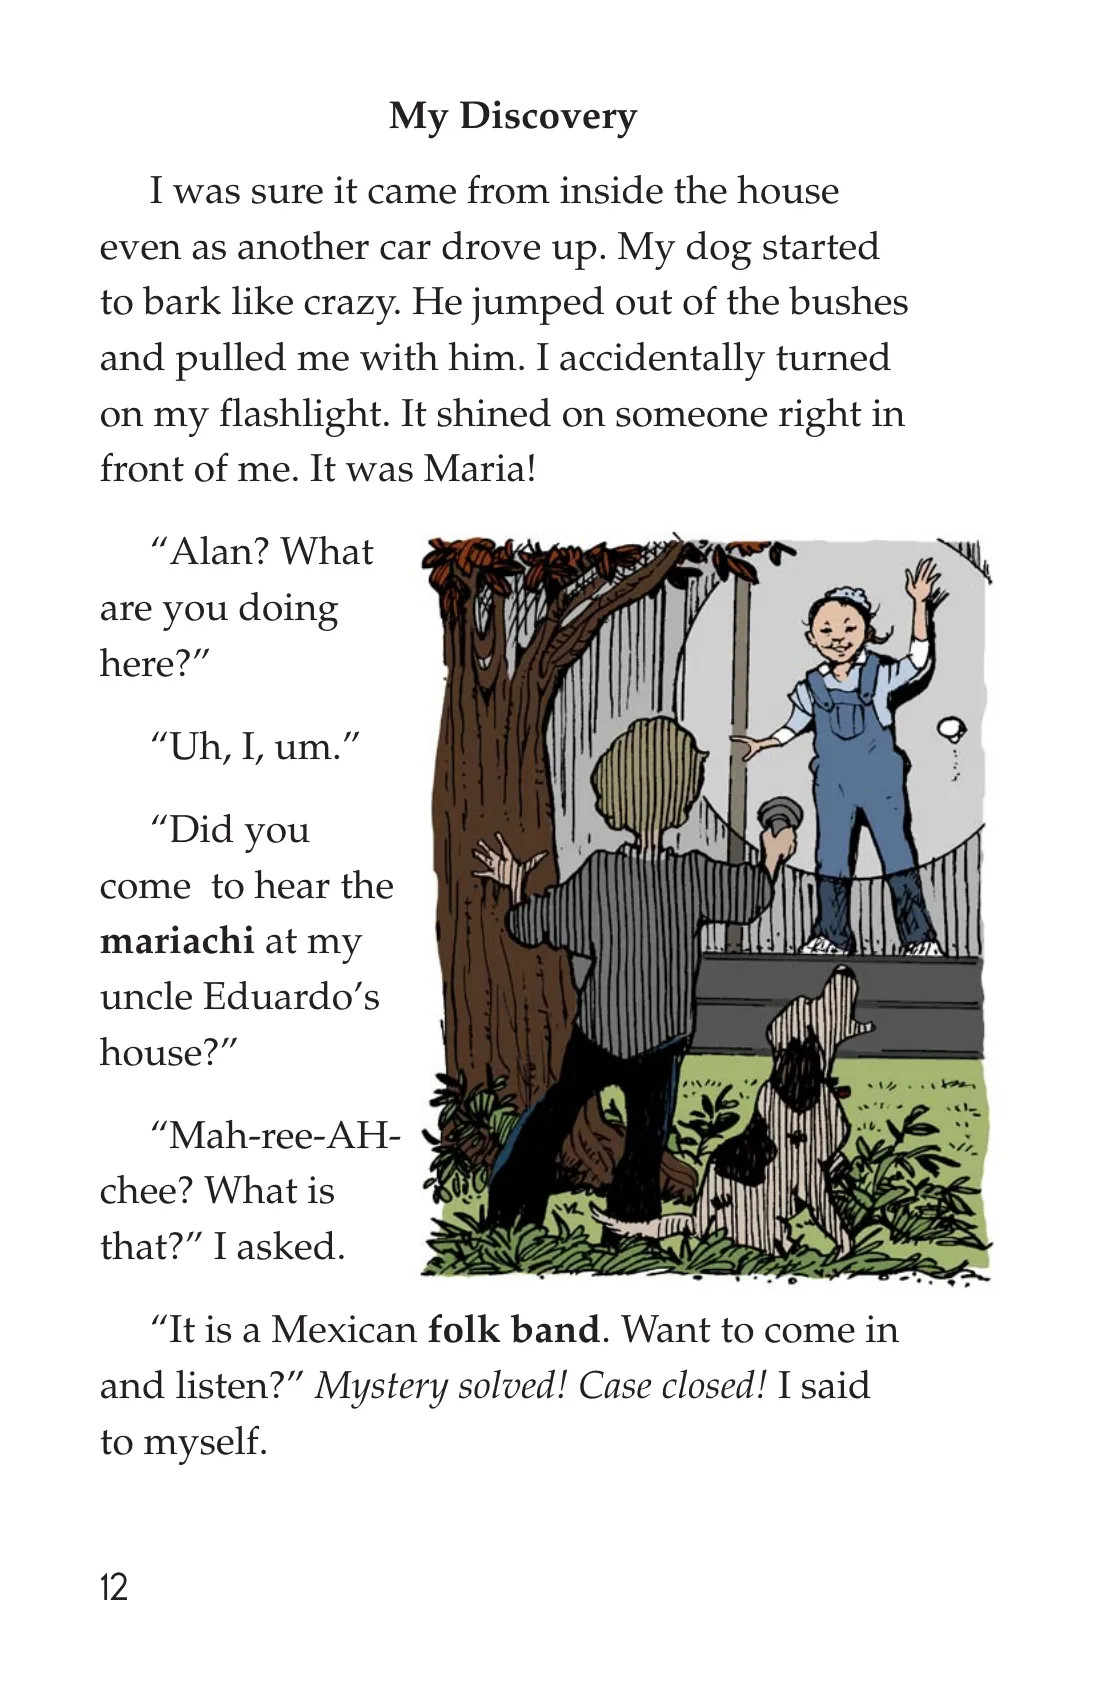 My Discovery
I was sure it came from inside the house
even as another car drove up. My dog started
to bark like crazy. He jumped out of the bushes
and pulled me with him. I accidentally turned
on my flashlight. It shined on someone right in
front of me. It was Maria!
“Alan? What
are you doing
here?”
“Uh, I, um.”
“Did you
come  to hear the
mariachi at my
uncle Eduardo’s
house?”
“Mah-ree-AH-
chee? What is
that?” I asked.
“It is a Mexican folk band. Want to come in
and listen?” Mystery solved! Case closed! I said
to myself.
12